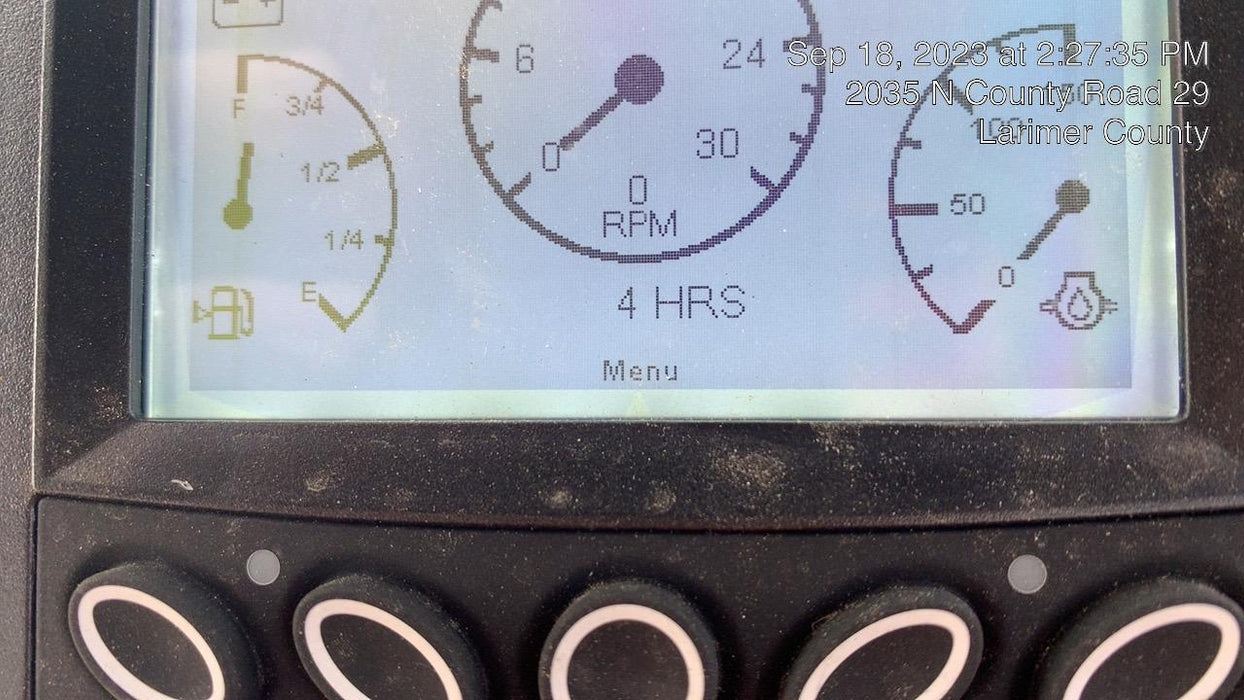 Sep 18, 2023 at 2:27:35 PM
2035 N County Road 29
Larimer County
- +
F
3/4
1/2
1/4
E
6
24
0
30
0
RPM
4 HRS
Menu
100
50
0